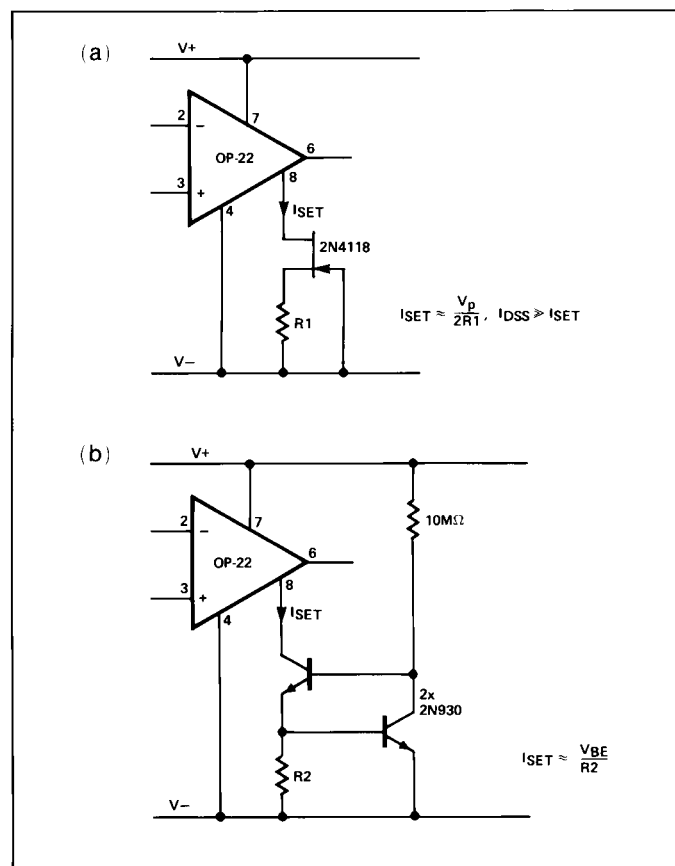 (a)
V+
2
−
7
OP-22
6
3
+
8
4
ISET
2N4118
R1
ISET ≈ Vp/2R1, IDSS > ISET
V−
(b)
V+
10MΩ
2
−
7
OP-22
6
3
+
8
4
ISET
2x
2N930
R2
ISET ≈ VBE/R2
V−